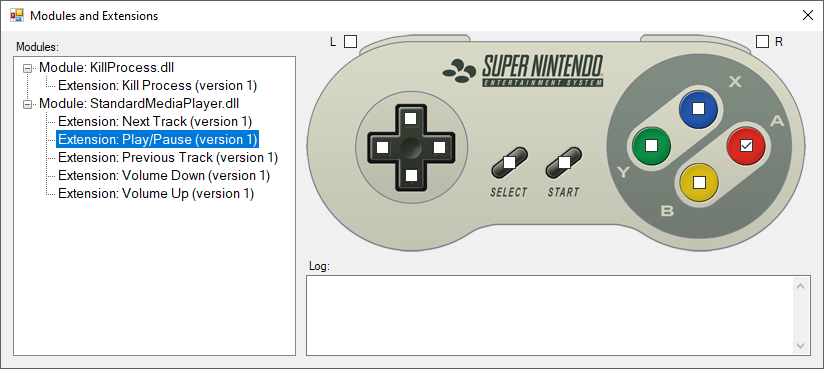 Modules and Extensions
Modules:
Module: KillProcess.dll
Extension: Kill Process (version 1)
Module: StandardMediaPlayer.dll
Extension: Next Track (version 1)
Extension: Play/Pause (version 1)
Extension: Previous Track (version 1)
Extension: Volume Down (version 1)
Extension: Volume Up (version 1)
L
R
SUPER NINTENDO
ENTERTAINMENT SYSTEM
X
A
Y
B
SELECT
START
Log: